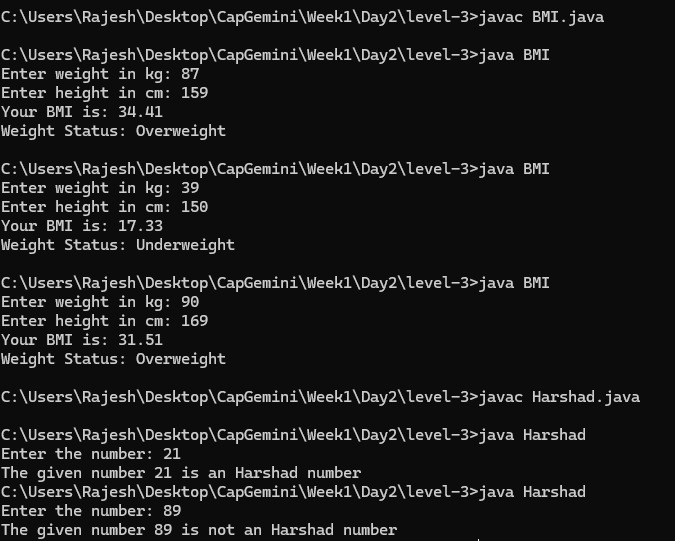 C:\Users\Rajesh\Desktop\CapGemini\Week1\Day2\level-3>javac BMI.java
C:\Users\Rajesh\Desktop\CapGemini\Week1\Day2\level-3>java BMI
Enter weight in kg: 87
Enter height in cm: 159
Your BMI is: 34.41
Weight Status: Overweight
C:\Users\Rajesh\Desktop\CapGemini\Week1\Day2\level-3>java BMI
Enter weight in kg: 39
Enter height in cm: 150
Your BMI is: 17.33
Weight Status: Underweight
C:\Users\Rajesh\Desktop\CapGemini\Week1\Day2\level-3>java BMI
Enter weight in kg: 90
Enter height in cm: 169
Your BMI is: 31.51
Weight Status: Overweight
C:\Users\Rajesh\Desktop\CapGemini\Week1\Day2\level-3>javac Harshad.java
C:\Users\Rajesh\Desktop\CapGemini\Week1\Day2\level-3>java Harshad
Enter the number: 21
The given number 21 is an Harshad number
C:\Users\Rajesh\Desktop\CapGemini\Week1\Day2\level-3>java Harshad
Enter the number: 89
The given number 89 is not an Harshad number